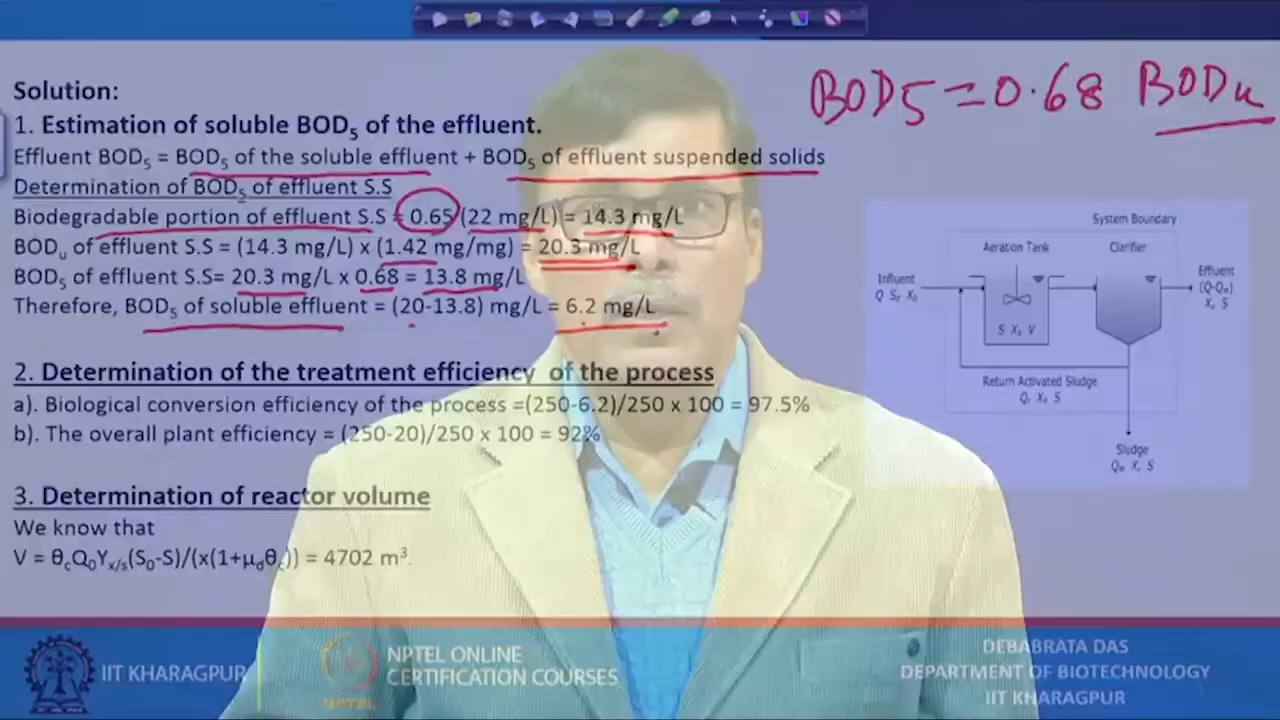 BOD5 = 0.68 BODu
Solution:
1. Estimation of soluble BOD₅ of the effluent.
Effluent BOD₅ = BOD₅ of the soluble effluent + BOD₅ of effluent suspended solids
Determination of BOD₅ of effluent S.S
Biodegradable portion of effluent S.S = 0.65 (22 mg/L) = 14.3 mg/L
BODᵤ of effluent S.S = (14.3 mg/L) x (1.42 mg/mg) = 20.3 mg/L
BOD₅ of effluent S.S= 20.3 mg/L x 0.68 = 13.8 mg/L
Therefore, BOD₅ of soluble effluent = (20-13.8) mg/L = 6.2 mg/L
2. Determination of the treatment efficiency of the process
a). Biological conversion efficiency of the process =(250-6.2)/250 x 100 = 97.5%
b). The overall plant efficiency = (250-20)/250 x 100 = 92%
3. Determination of reactor volume
We know that
V = θcQ₀Yx/s(S₀-S)/(x(1+μdθc)) = 4702 m³.
System Boundary
Aeration Tank
Clarifier
Influent
Q S₀ X₀
Effluent
(Q-Qw)
S
V
Return Activated Sludge
Sludge
IIT KHARAGPUR
NPTEL
NPTEL ONLINE
CERTIFICATION COURSES
DEBABRATA DAS
DEPARTMENT OF BIOTECHNOLOGY
IIT KHARAGPUR